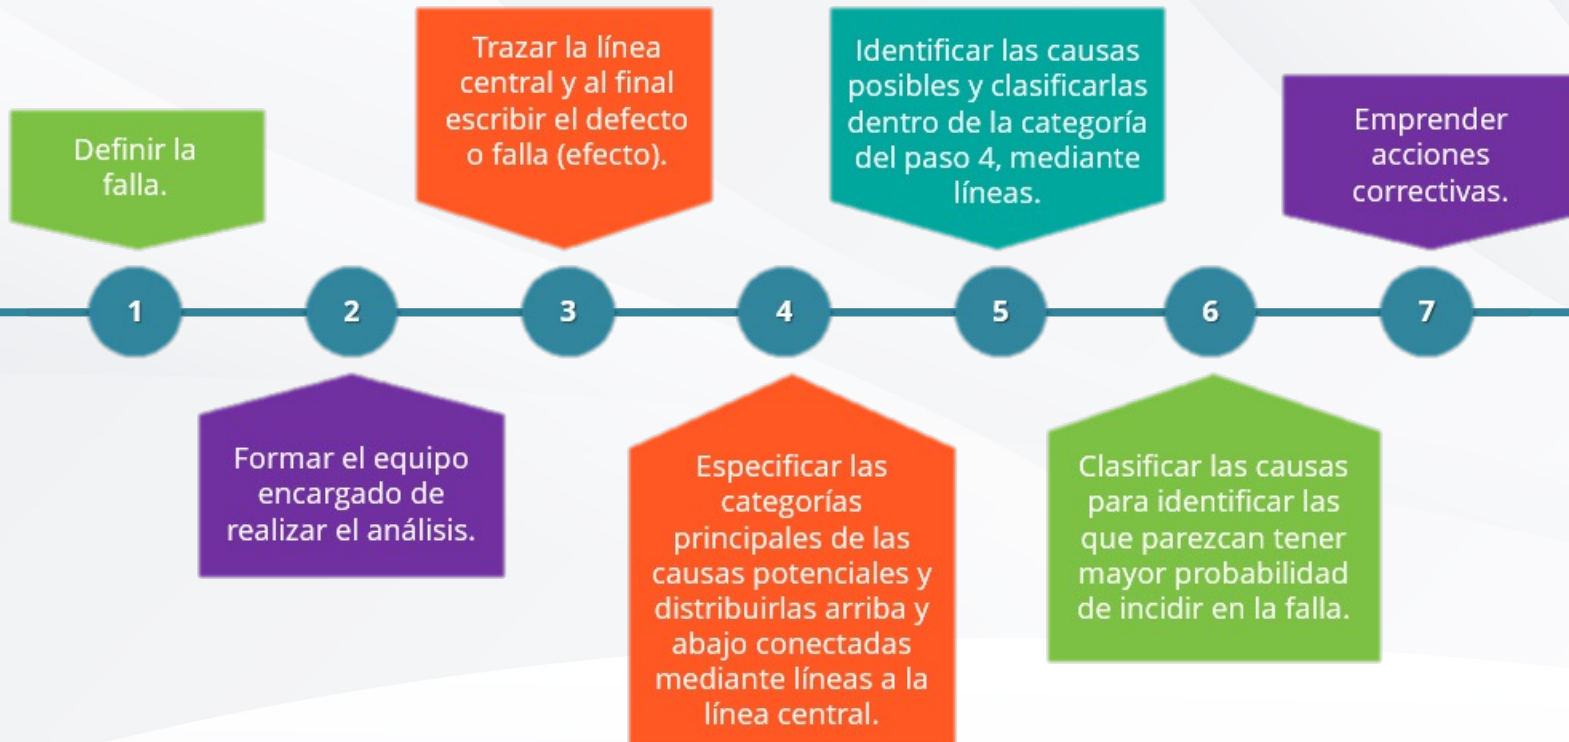 1
Definir la
falla.
2
Formar el equipo
encargado de
realizar el análisis.
3
Trazar la línea
central y al final
escribir el defecto
o falla (efecto).
4
Especificar las
categorías
principales de las
causas potenciales y
distribuirlas arriba y
abajo conectadas
mediante líneas a la
línea central.
5
Identificar las causas
posibles y clasificarlas
dentro de la categoría
del paso 4, mediante
líneas.
6
Clasificar las causas
para identificar las
que parezcan tener
mayor probabilidad
de incidir en la falla.
7
Emprender
acciones
correctivas.